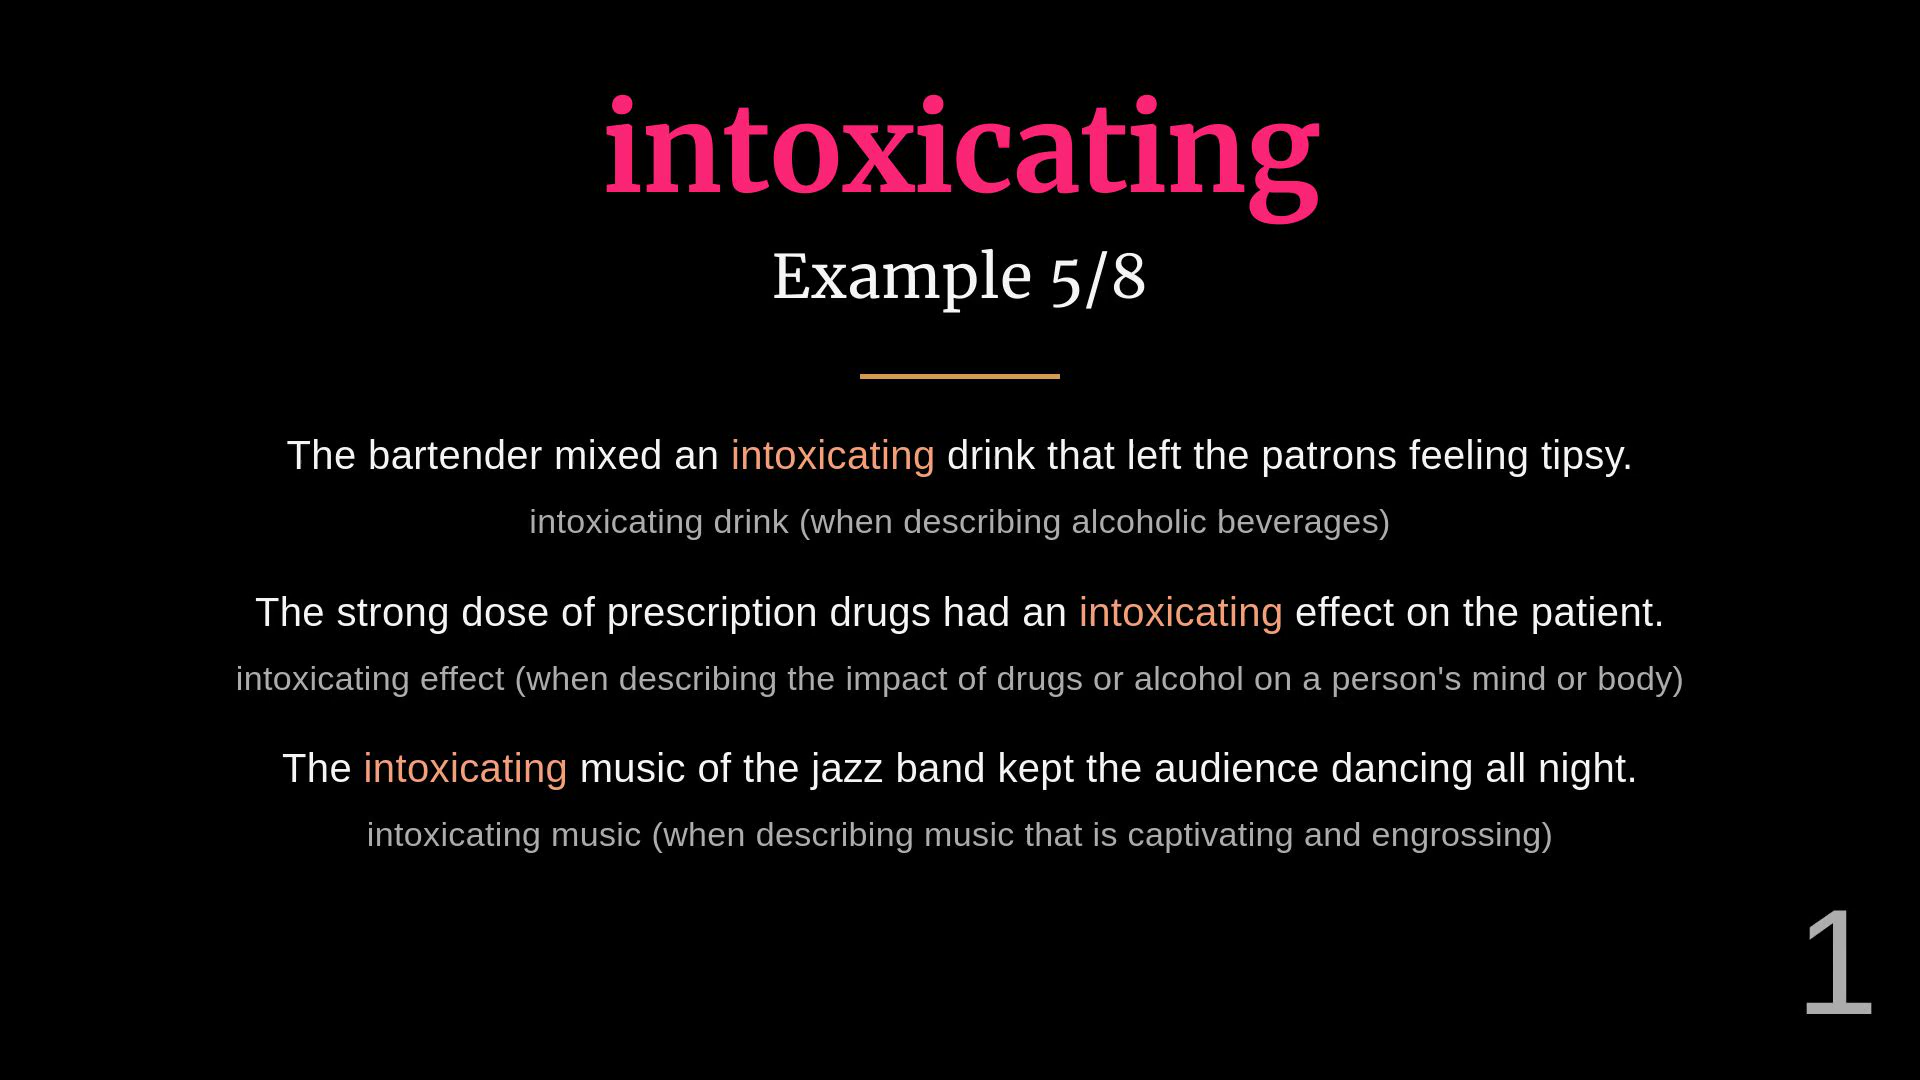 intoxicating
Example 5/8
The bartender mixed an intoxicating drink that left the patrons feeling tipsy.
intoxicating drink (when describing alcoholic beverages)
The strong dose of prescription drugs had an intoxicating effect on the patient.
intoxicating effect (when describing the impact of drugs or alcohol on a person's mind or body)
The intoxicating music of the jazz band kept the audience dancing all night.
intoxicating music (when describing music that is captivating and engrossing)
1